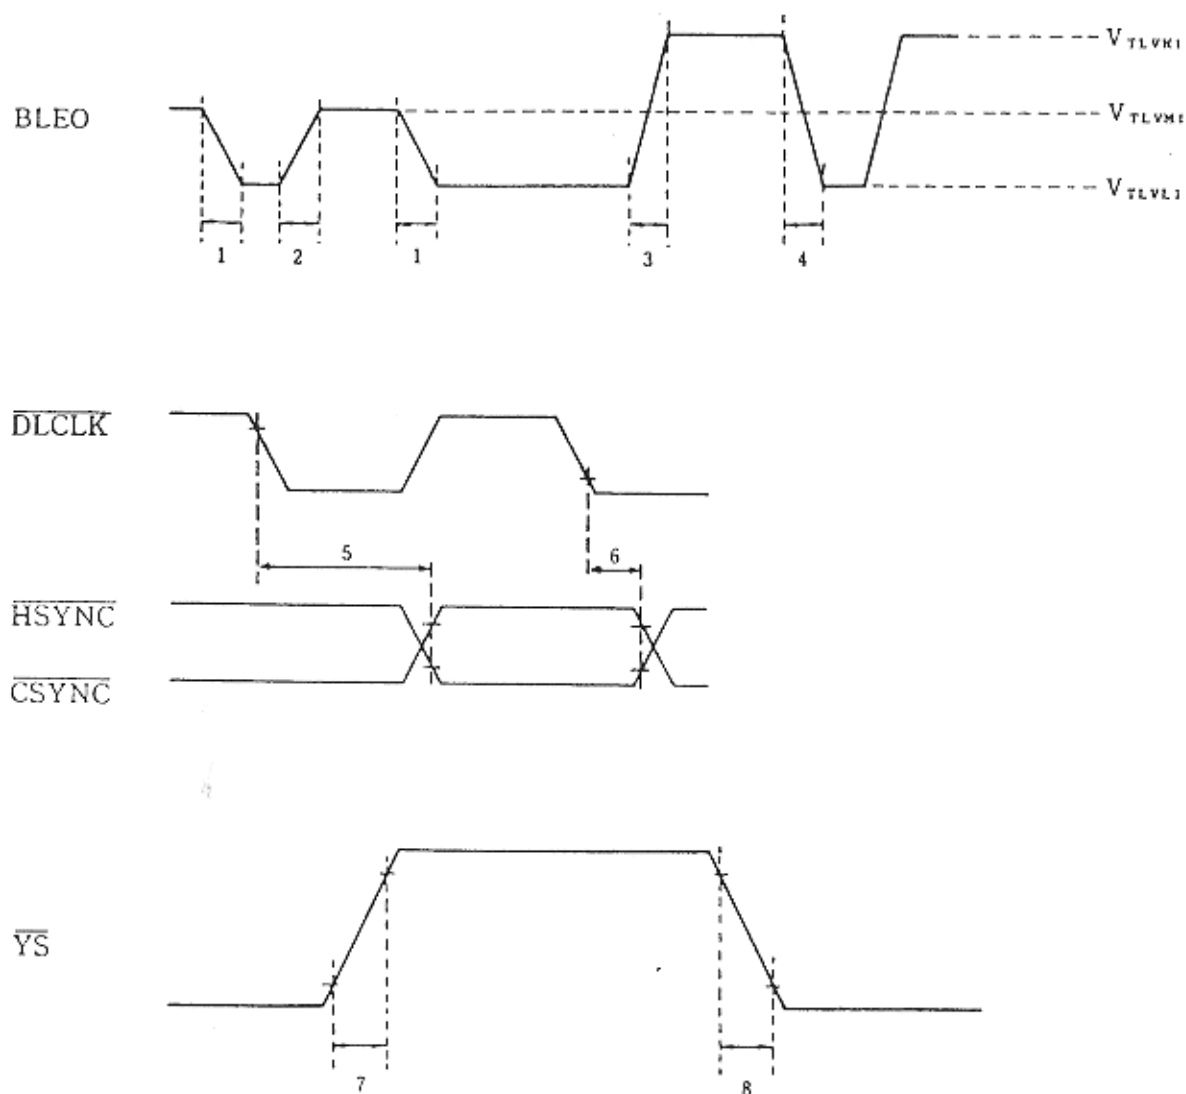 BLEO
V TLVH1
V TLVM1
V TLVL1
1 2 1 3 4
DLCLK
5 6
HSYNC
CSYNC
YS
7 8